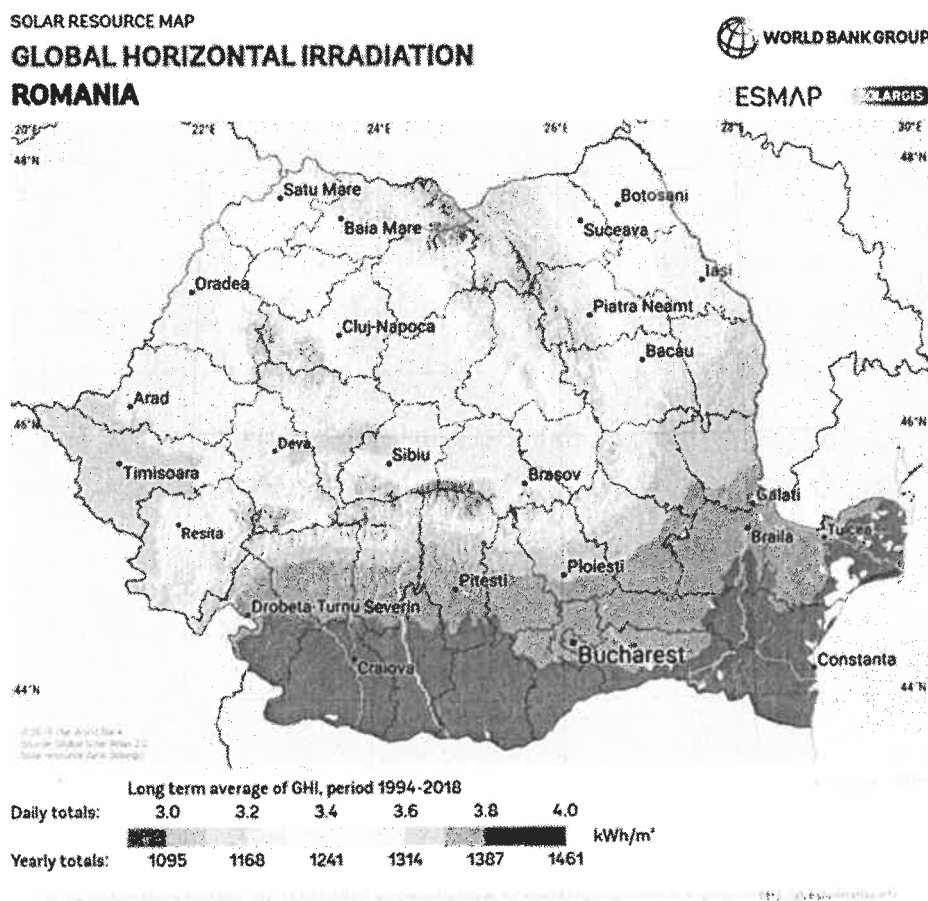 SOLAR RESOURCE MAP
GLOBAL HORIZONTAL IRRADIATION
ROMANIA
WORLD BANK GROUP
ESMAP
SOLARGIS
20°E 22°E 24°E 26°E 28°E 30°E
48°N 48°N
Satu Mare
Botosani
Baia Mare
Suceava
Iasi
Oradea
Piatra Neamt
Cluj-Napoca
Bacau
Arad
46°N 46°N
Deva
Timisoara
Sibiu
Brasov
Galati
Resita
Braila
Tulcea
Ploiesti
Pitesti
Drobeta-Turnu Severin
Bucharest
Craiova
Constanta
44°N 44°N
Long term average of GHI, period 1994-2018
Daily totals: 3.0 3.2 3.4 3.6 3.8 4.0
kWh/m²
Yearly totals: 1095 1168 1241 1314 1387 1461